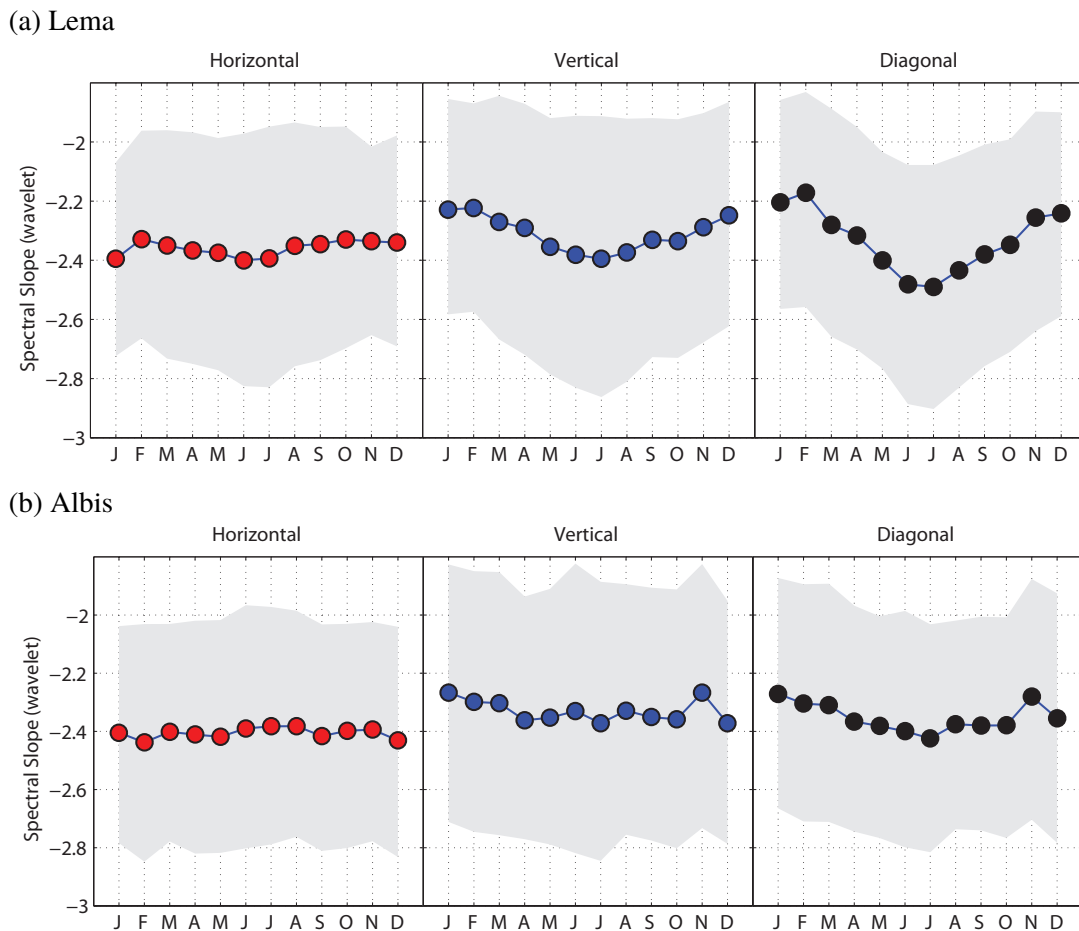 (a) Lema
Horizontal Vertical Diagonal
Spectral Slope (wavelet)
−2
−2.2
−2.4
−2.6
−2.8
−3
J F M A M J J A S O N D J F M A M J J A S O N D J F M A M J J A S O N D
(b) Albis
Horizontal Vertical Diagonal
Spectral Slope (wavelet)
−2
−2.2
−2.4
−2.6
−2.8
−3
J F M A M J J A S O N D J F M A M J J A S O N D J F M A M J J A S O N D